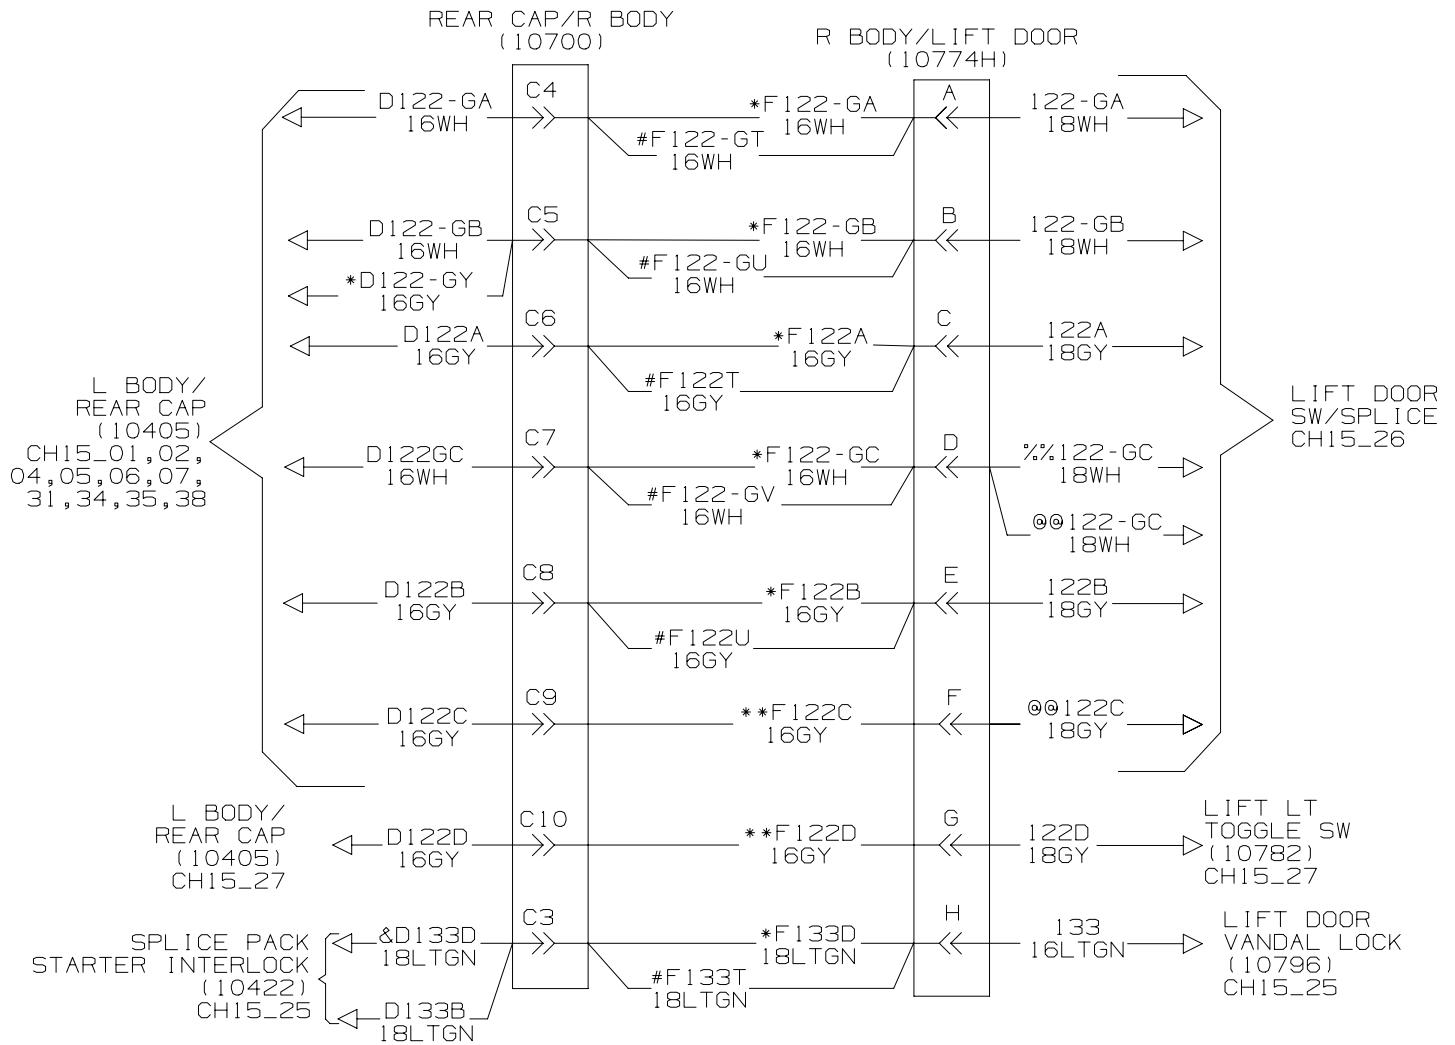 REAR CAP/R BODY
(10700)
R BODY/LIFT DOOR
(10774H)
D122-GA
16WH
C4
*F122-GA
16WH
#F122-GT
16WH
A
122-GA
18WH
D122-GB
16WH
*D122-GY
16GY
C5
*F122-GB
16WH
#F122-GU
16WH
B
122-GB
18WH
D122A
16GY
C6
*F122A
16GY
#F122T
16GY
C
122A
18GY
L BODY/
REAR CAP
(10405)
CH15_01,02,
04,05,06,07,
31,34,35,38
LIFT DOOR
SW/SPLICE
CH15_26
D122GC
16WH
C7
*F122-GC
16WH
#F122-GV
16WH
D
%%122-GC
18WH
@@122-GC
18WH
D122B
16GY
C8
*F122B
16GY
#F122U
16GY
E
122B
18GY
D122C
16GY
C9
**F122C
16GY
F
@@122C
18GY
L BODY/
REAR CAP
(10405)
CH15_27
D122D
16GY
C10
**F122D
16GY
G
122D
18GY
LIFT LT
TOGGLE SW
(10782)
CH15_27
SPLICE PACK
STARTER INTERLOCK
(10422)
CH15_25
&D133D
18LTGN
D133B
18LTGN
C3
*F133D
18LTGN
#F133T
18LTGN
H
133
16LTGN
LIFT DOOR
VANDAL LOCK
(10796)
CH15_25